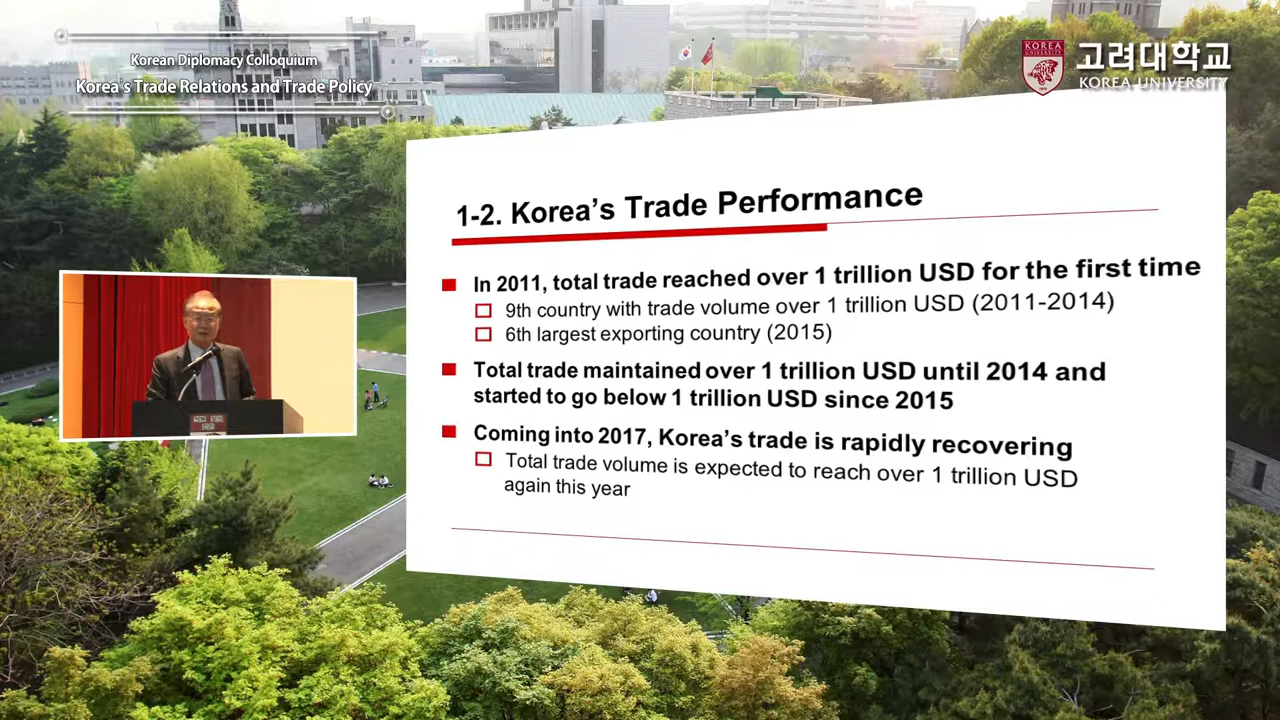 Korean Diplomacy Colloquium
Korea's Trade Relations and Trade Policy
KOREA
UNIVERSITY
고려대학교
KOREA UNIVERSITY
1-2. Korea's Trade Performance
In 2011, total trade reached over 1 trillion USD for the first time
9th country with trade volume over 1 trillion USD (2011-2014)
6th largest exporting country (2015)
Total trade maintained over 1 trillion USD until 2014 and
started to go below 1 trillion USD since 2015
Coming into 2017, Korea's trade is rapidly recovering
Total trade volume is expected to reach over 1 trillion USD
again this year